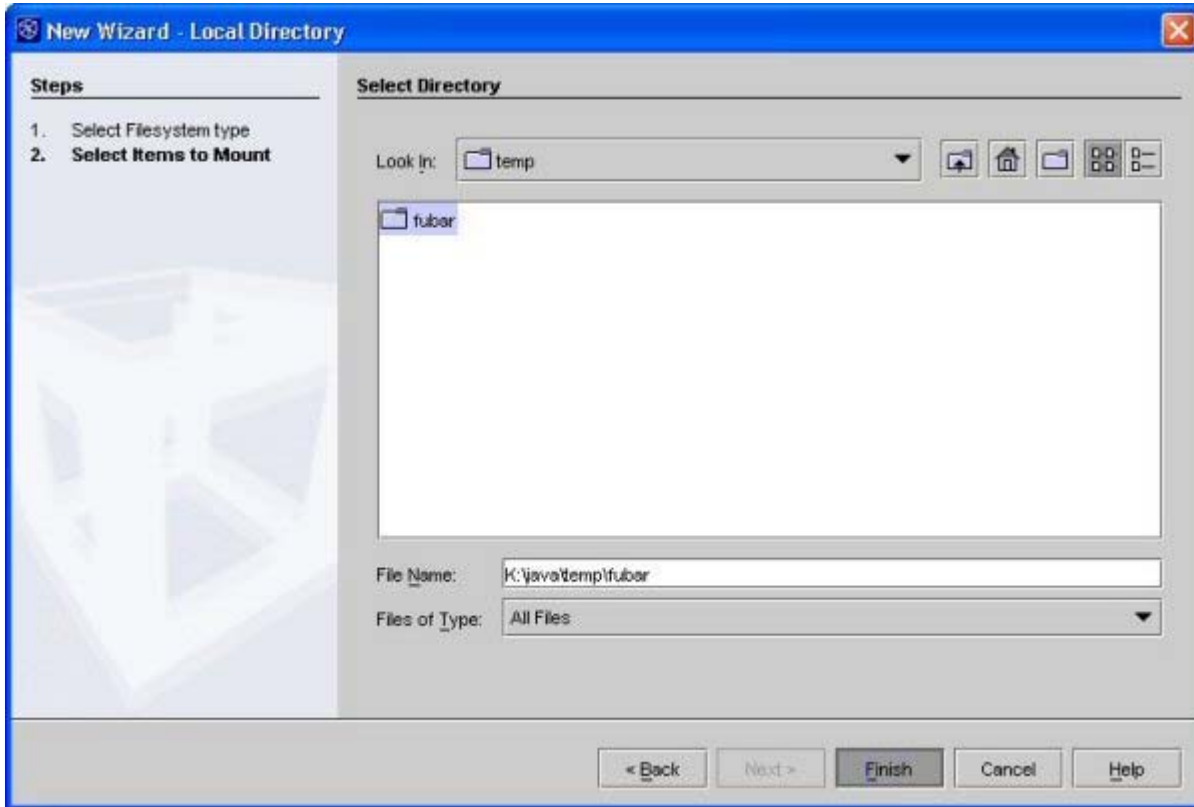 New Wizard - Local Directory
Steps
1. Select Filesystem type
2. Select Items to Mount
Select Directory
Look In: temp
fubar
File Name: K:\java\temp\fubar
Files of Type: All Files
< Back Next > Finish Cancel Help